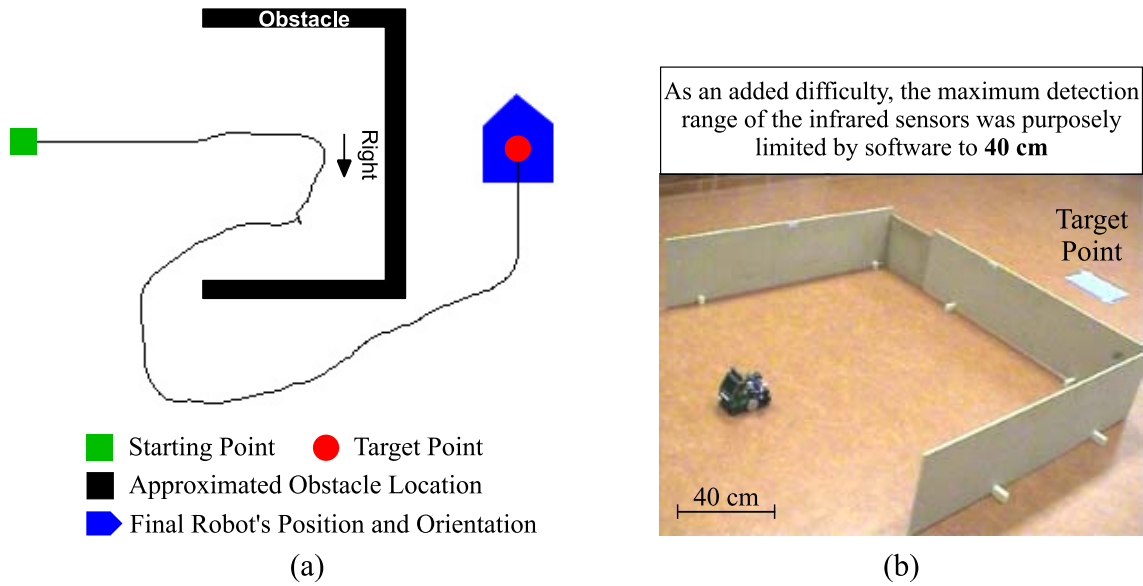 Obstacle
Right
Starting Point
Target Point
Approximated Obstacle Location
Final Robot's Position and Orientation
(a)
As an added difficulty, the maximum detection
range of the infrared sensors was purposely
limited by software to 40 cm
Target
Point
40 cm
(b)